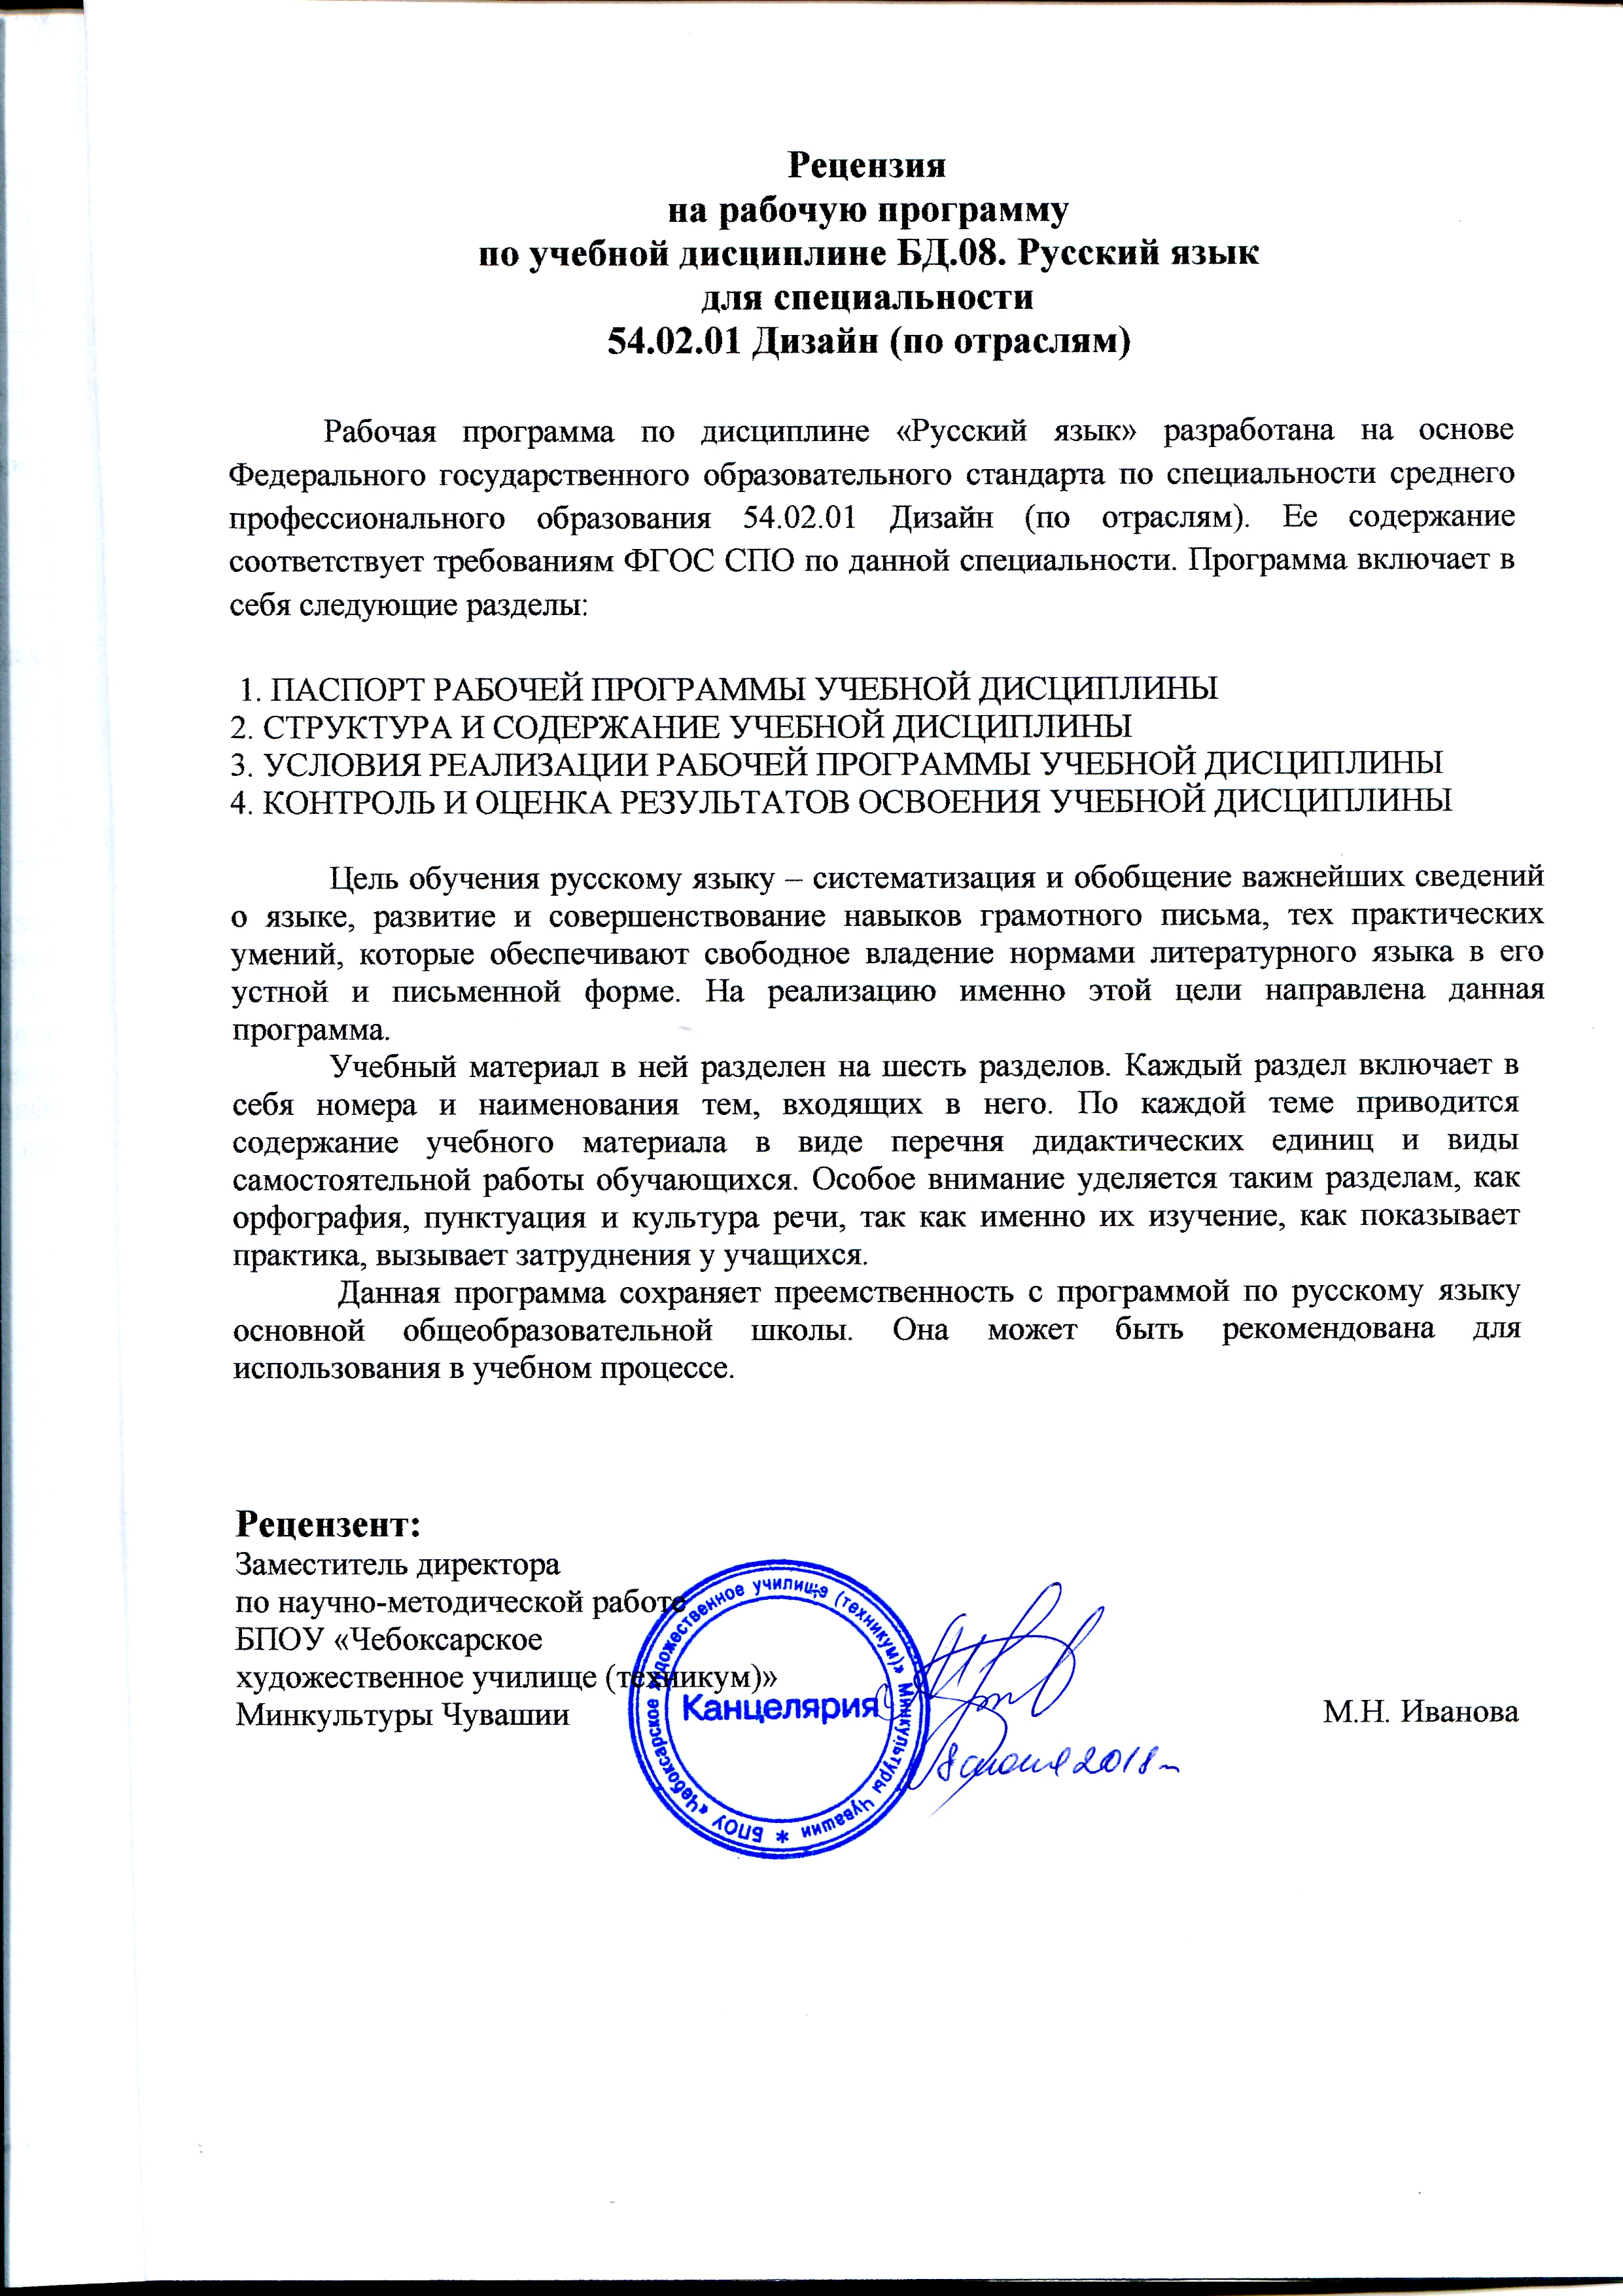 Рецензия
на рабочую программу
по учебной дисциплине БД.08. Русский язык
для специальности
54.02.01 Дизайн (по отраслям)
Рабочая программа по дисциплине «Русский язык» разработана на основе
Федерального государственного образовательного стандарта по специальности среднего
профессионального образования 54.02.01 Дизайн (по отраслям). Ее содержание
соответствует требованиям ФГОС СПО по данной специальности. Программа включает в
себя следующие разделы:
1. ПАСПОРТ РАБОЧЕЙ ПРОГРАММЫ УЧЕБНОЙ ДИСЦИПЛИНЫ
2. СТРУКТУРА И СОДЕРЖАНИЕ УЧЕБНОЙ ДИСЦИПЛИНЫ
3. УСЛОВИЯ РЕАЛИЗАЦИИ РАБОЧЕЙ ПРОГРАММЫ УЧЕБНОЙ ДИСЦИПЛИНЫ
4. КОНТРОЛЬ И ОЦЕНКА РЕЗУЛЬТАТОВ ОСВОЕНИЯ УЧЕБНОЙ ДИСЦИПЛИНЫ
Цель обучения русскому языку – систематизация и обобщение важнейших сведений
о языке, развитие и совершенствование навыков грамотного письма, тех практических
умений, которые обеспечивают свободное владение нормами литературного языка в его
устной и письменной форме. На реализацию именно этой цели направлена данная
программа.
Учебный материал в ней разделен на шесть разделов. Каждый раздел включает в
себя номера и наименования тем, входящих в него. По каждой теме приводится
содержание учебного материала в виде перечня дидактических единиц и виды
самостоятельной работы обучающихся. Особое внимание уделяется таким разделам, как
орфография, пунктуация и культура речи, так как именно их изучение, как показывает
практика, вызывает затруднения у учащихся.
Данная программа сохраняет преемственность с программой по русскому языку
основной общеобразовательной школы. Она может быть рекомендована для
использования в учебном процессе.
Рецензент:
Заместитель директора
по научно-методической работе
БПОУ «Чебоксарское
художественное училище (техникум)»
Минкультуры Чувашии
М.Н. Иванова
БПОУ «Чебоксарское художественное училище (техникум)» Минкультуры Чувашии *
Канцелярия
2018 г